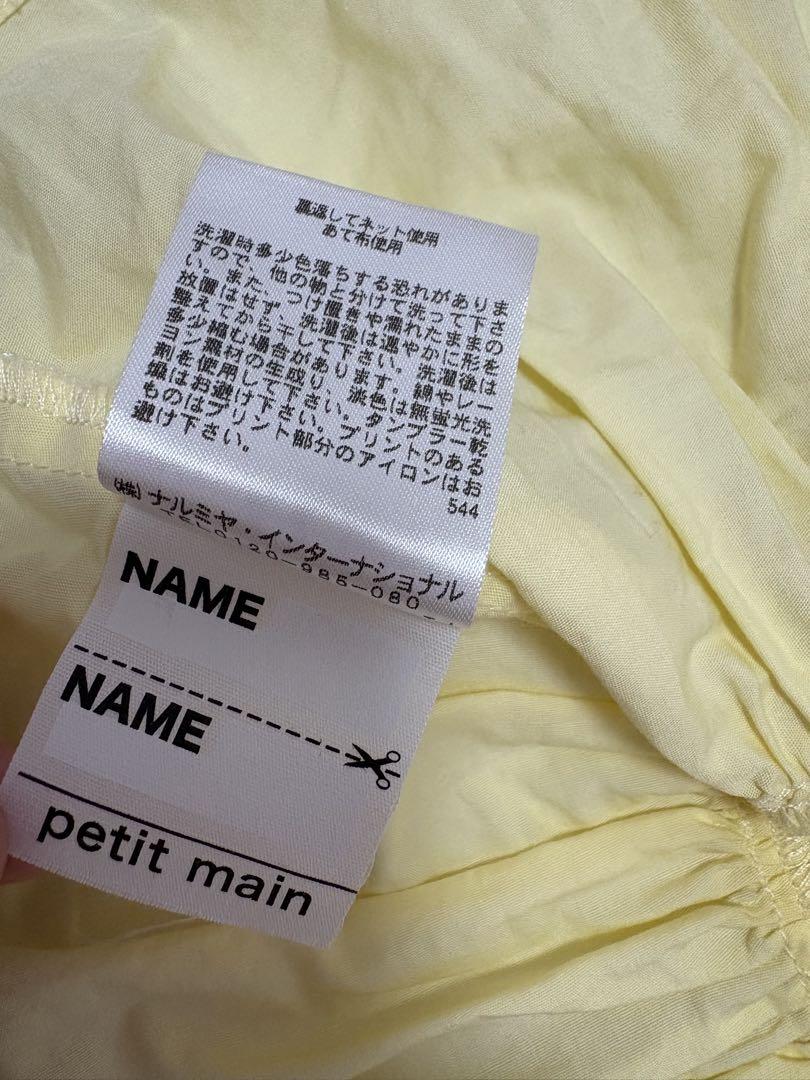 裏返してネット使用
あて布使用
洗濯時多少色落ちする恐れがありま
すので、他の物と分けて洗って下さ
い。また、つけ置きや濡れたままの
放置はせず、洗濯後は速やかに形を
整えてから干して下さい。洗濯後は
多少縮む場合があります。綿やレー
ヨン素材の生成り、淡色は無蛍光洗
剤を使用して下さい。タンブラー乾
燥はお避け下さい。プリントのある
ものはプリント部分のアイロンはお
避け下さい。
544
(株)ナルミヤ・インターナショナル
TEL 0120-985-080
NAME
NAME
petit main